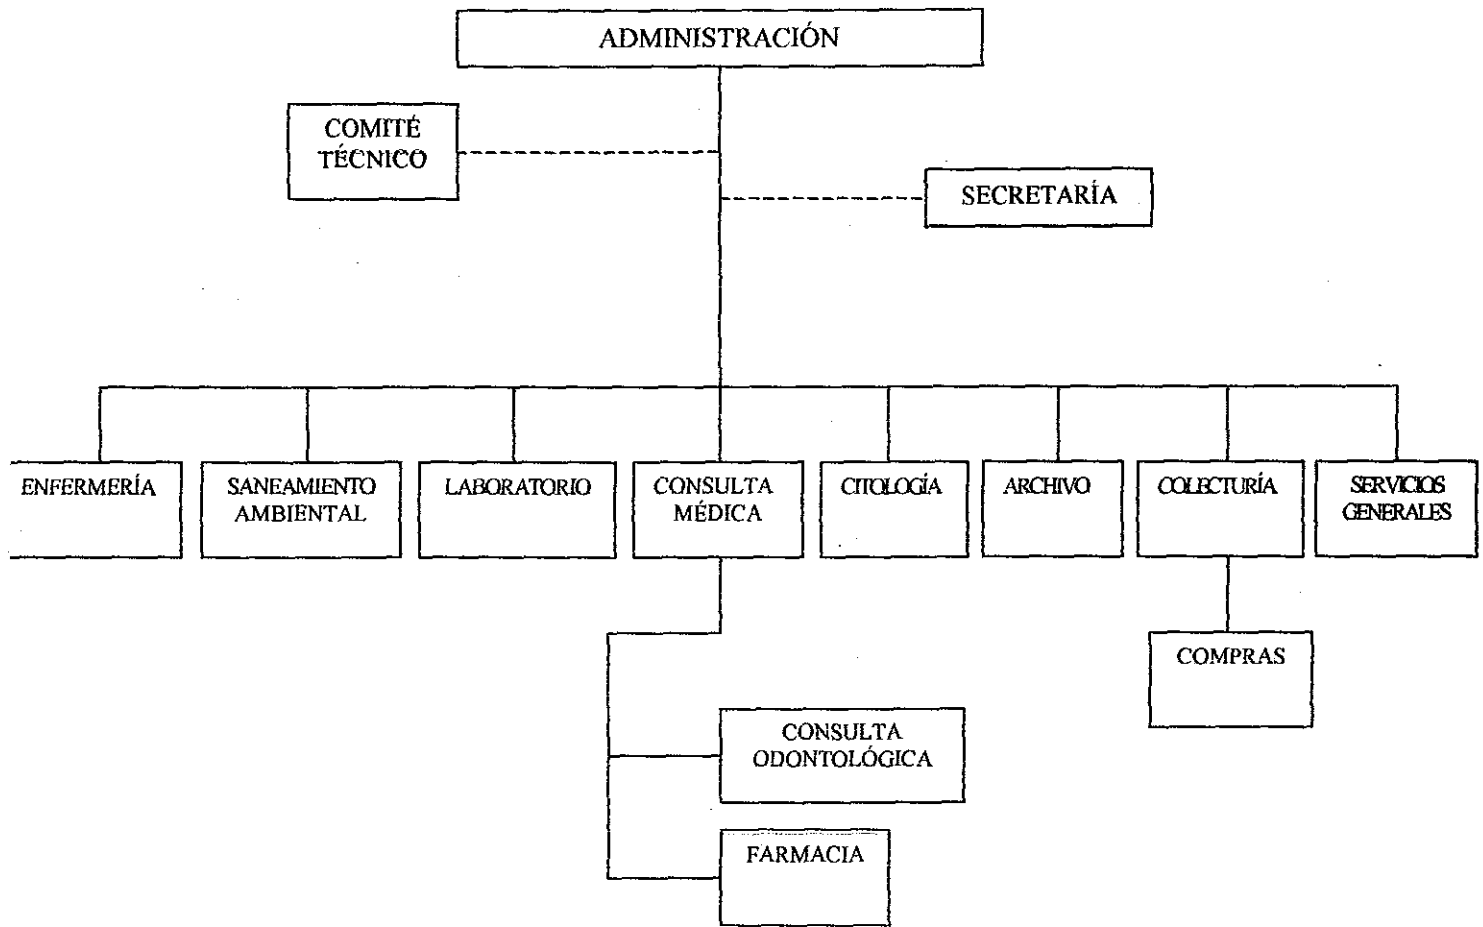 ADMINISTRACIÓN
COMITÉ
TÉCNICO
SECRETARÍA
ENFERMERÍA
SANEAMIENTO
AMBIENTAL
LABORATORIO
CONSULTA
MÉDICA
CITOLOGÍA
ARCHIVO
COLECTURÍA
SERVICIOS
GENERALES
COMPRAS
CONSULTA
ODONTOLÓGICA
FARMACIA